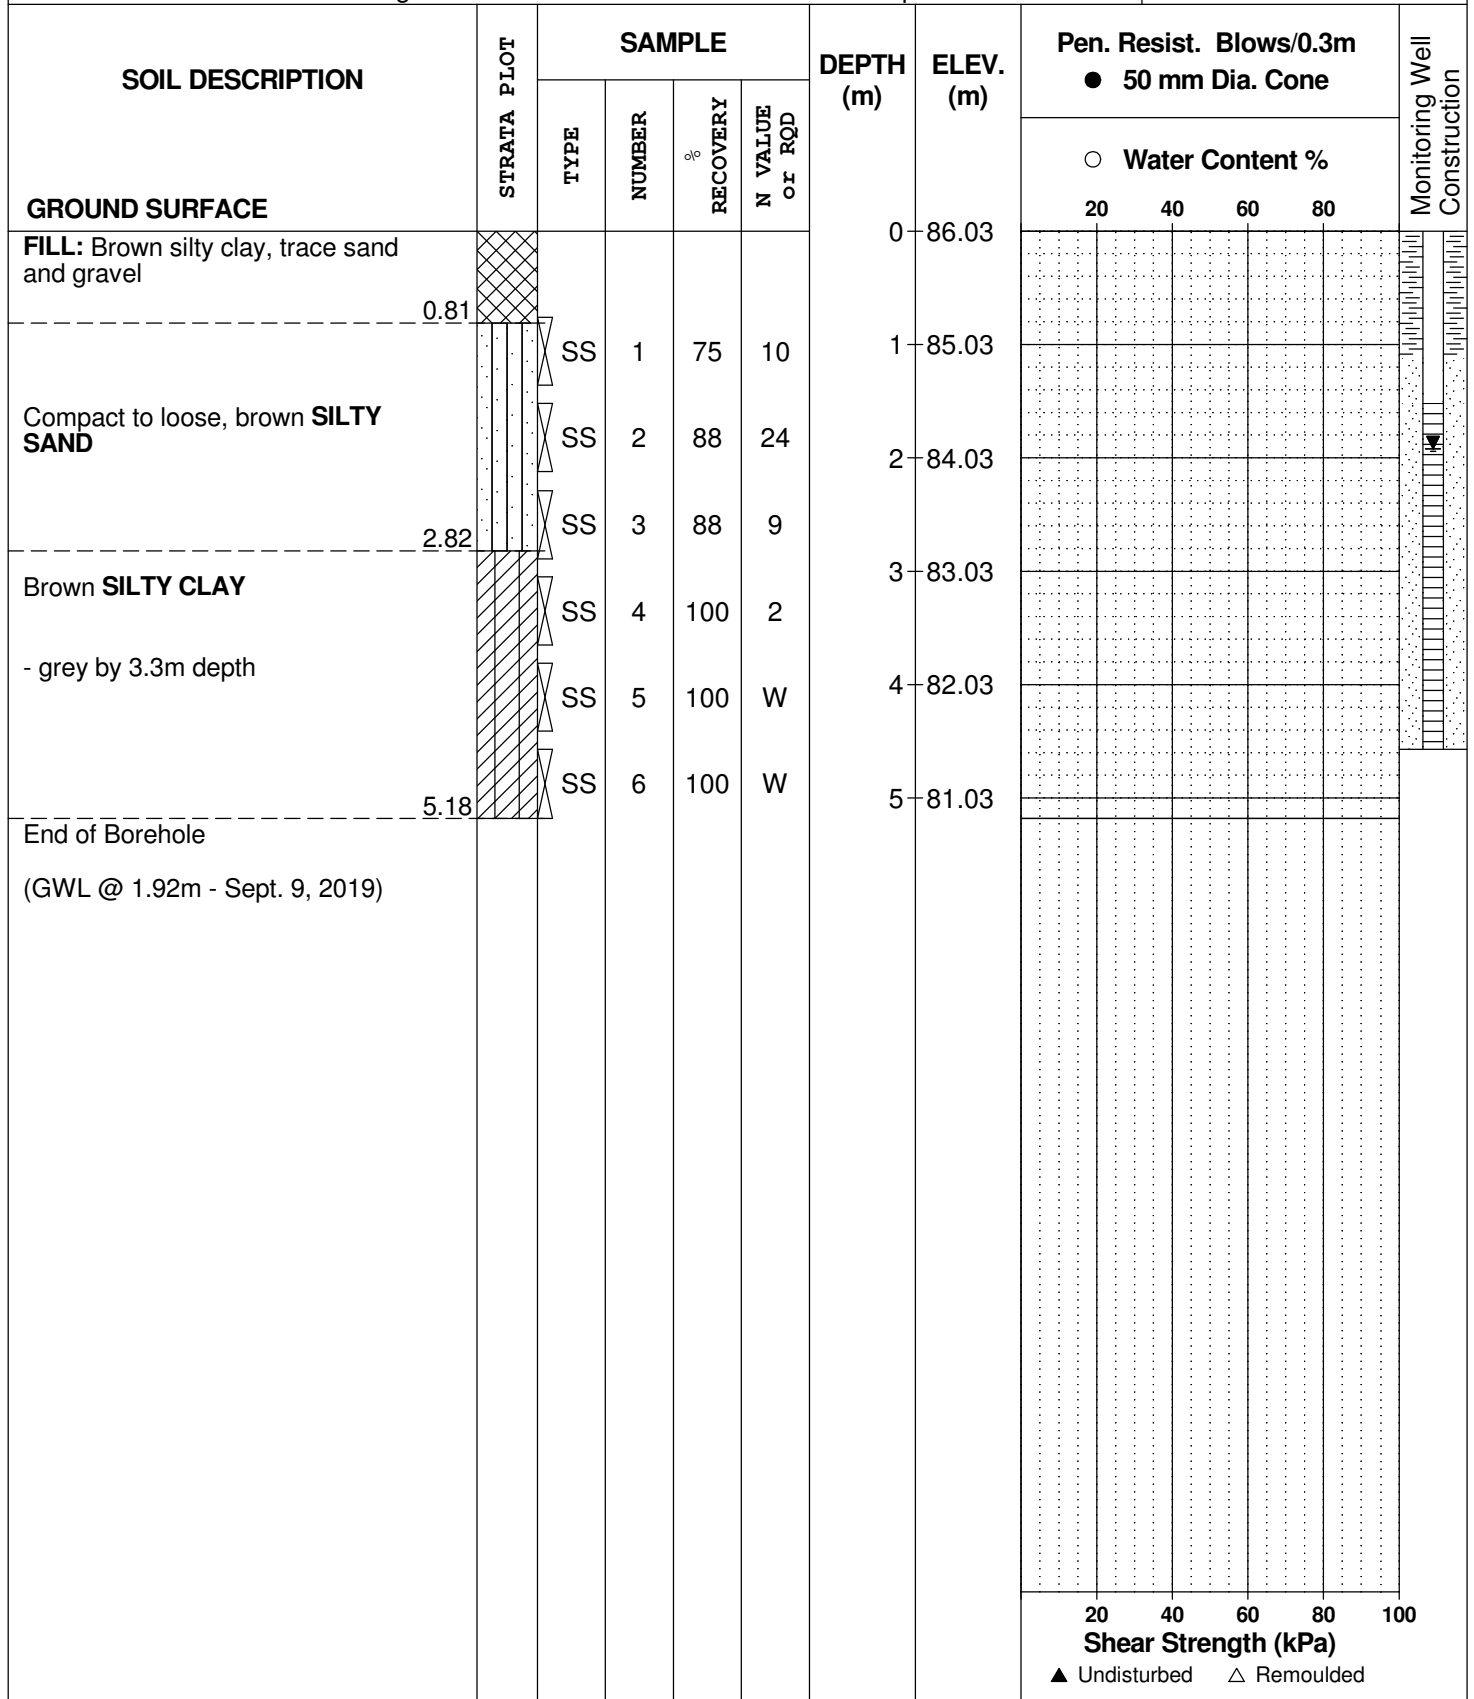 SOIL DESCRIPTION
GROUND SURFACE
STRATA PLOT
SAMPLE
TYPE
NUMBER
%
RECOVERY
N VALUE
or RQD
DEPTH
(m)
ELEV.
(m)
Pen. Resist. Blows/0.3m
● 50 mm Dia. Cone
○ Water Content %
20 40 60 80
Monitoring Well
Construction
0 86.03
FILL: Brown silty clay, trace sand
and gravel
0.81
SS 1 75 10
1 85.03
Compact to loose, brown SILTY
SAND
SS 2 88 24
2 84.03
SS 3 88 9
2.82
3 83.03
Brown SILTY CLAY
SS 4 100 2
- grey by 3.3m depth
SS 5 100 W
4 82.03
SS 6 100 W
5 81.03
5.18
End of Borehole
(GWL @ 1.92m - Sept. 9, 2019)
20 40 60 80 100
Shear Strength (kPa)
▲ Undisturbed △ Remoulded